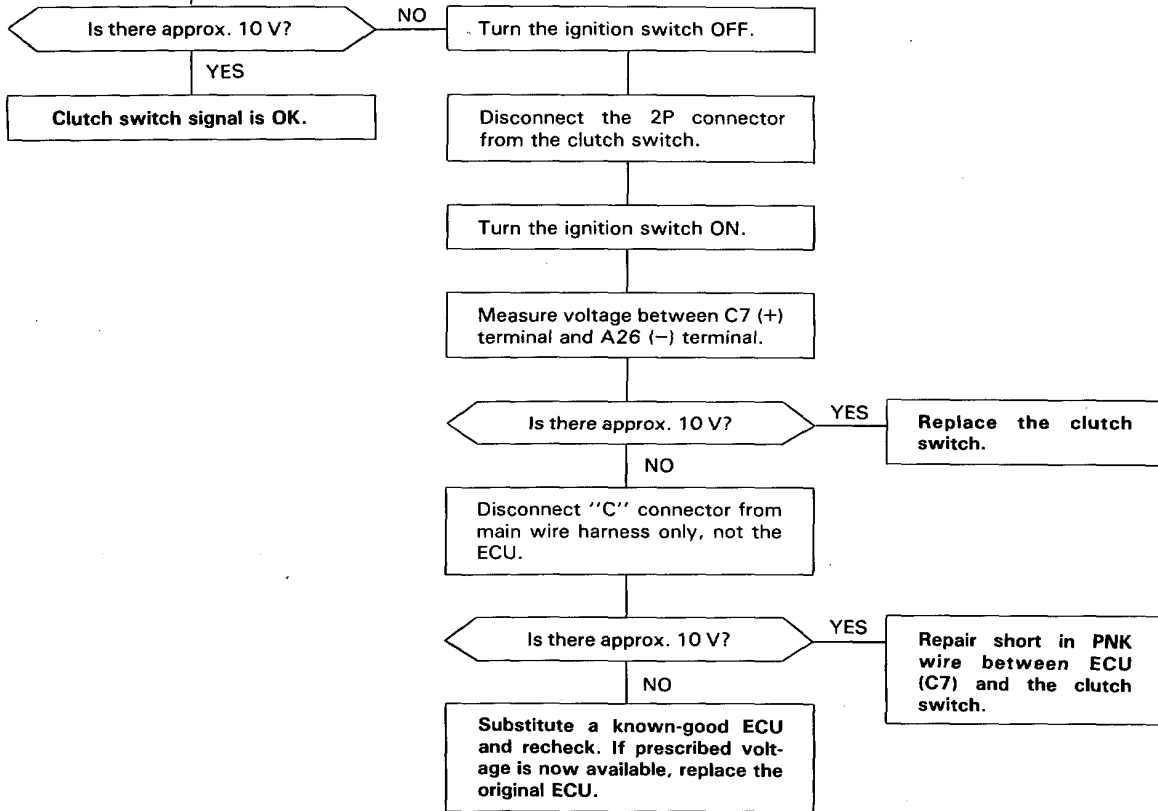 Is there approx. 10 V?
NO
Turn the ignition switch OFF.
YES
Clutch switch signal is OK.
Disconnect the 2P connector
from the clutch switch.
Turn the ignition switch ON.
Measure voltage between C7 (+)
terminal and A26 (−) terminal.
Is there approx. 10 V?
YES
Replace the clutch
switch.
NO
Disconnect "C" connector from
main wire harness only, not the
ECU.
Is there approx. 10 V?
YES
Repair short in PNK
wire between ECU
(C7) and the clutch
switch.
NO
Substitute a known-good ECU
and recheck. If prescribed volt-
age is now available, replace the
original ECU.